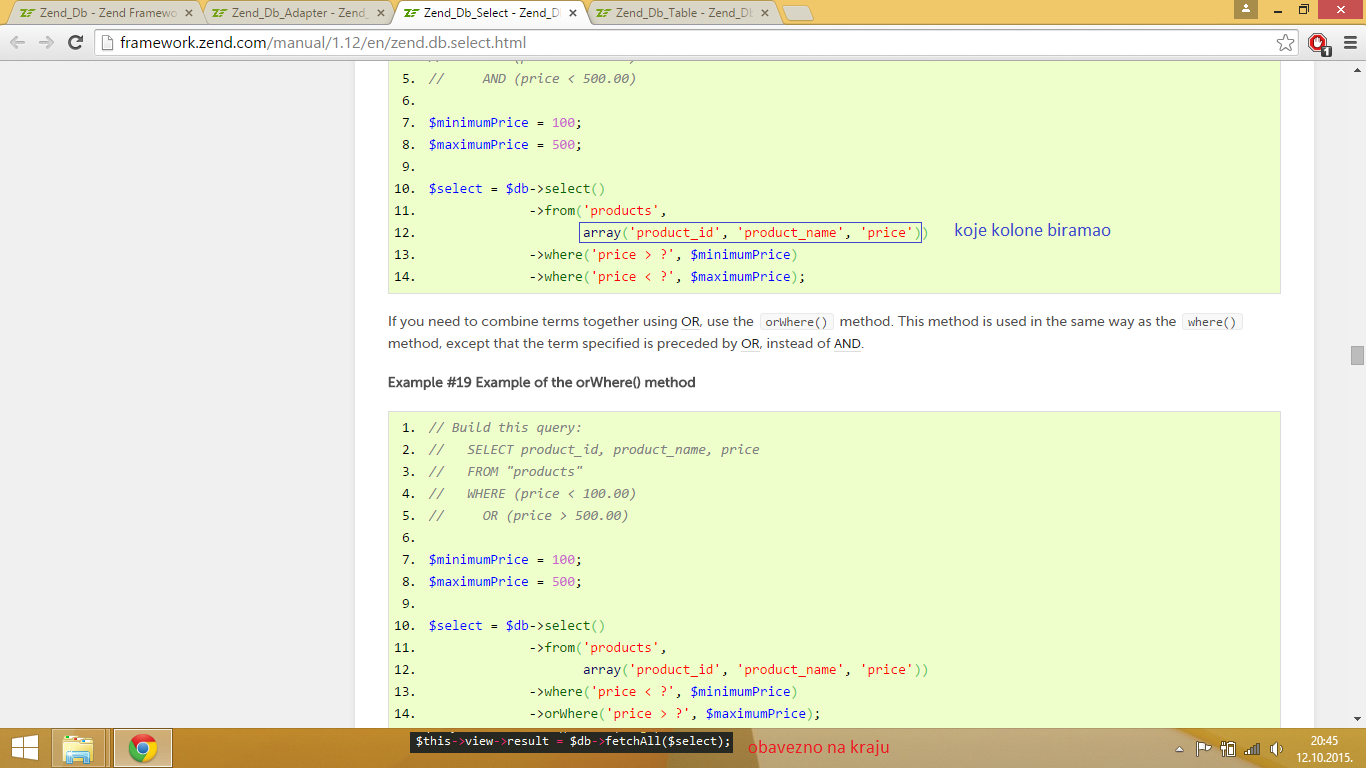 Zend_Db - Zend Framewo
Zend_Db_Adapter - Zend_
Zend_Db_Select - Zend_D
Zend_Db_Table - Zend_Db
framework.zend.com/manual/1.12/en/zend.db.select.html
1
5. // AND (price < 500.00)
6.
7. $minimumPrice = 100;
8. $maximumPrice = 500;
9.
10. $select = $db->select()
11. ->from('products',
12. array('product_id', 'product_name', 'price')) koje kolone biramao
13. ->where('price > ?', $minimumPrice)
14. ->where('price < ?', $maximumPrice);
If you need to combine terms together using OR, use the orWhere() method. This method is used in the same way as the where()
method, except that the term specified is preceded by OR, instead of AND.
Example #19 Example of the orWhere() method
1. // Build this query:
2. // SELECT product_id, product_name, price
3. // FROM "products"
4. // WHERE (price < 100.00)
5. // OR (price > 500.00)
6.
7. $minimumPrice = 100;
8. $maximumPrice = 500;
9.
10. $select = $db->select()
11. ->from('products',
12. array('product_id', 'product_name', 'price'))
13. ->where('price < ?', $minimumPrice)
14. ->orWhere('price > ?', $maximumPrice);
$this->view->result = $db->fetchAll($select); obavezno na kraju
20:45
12.10.2015.